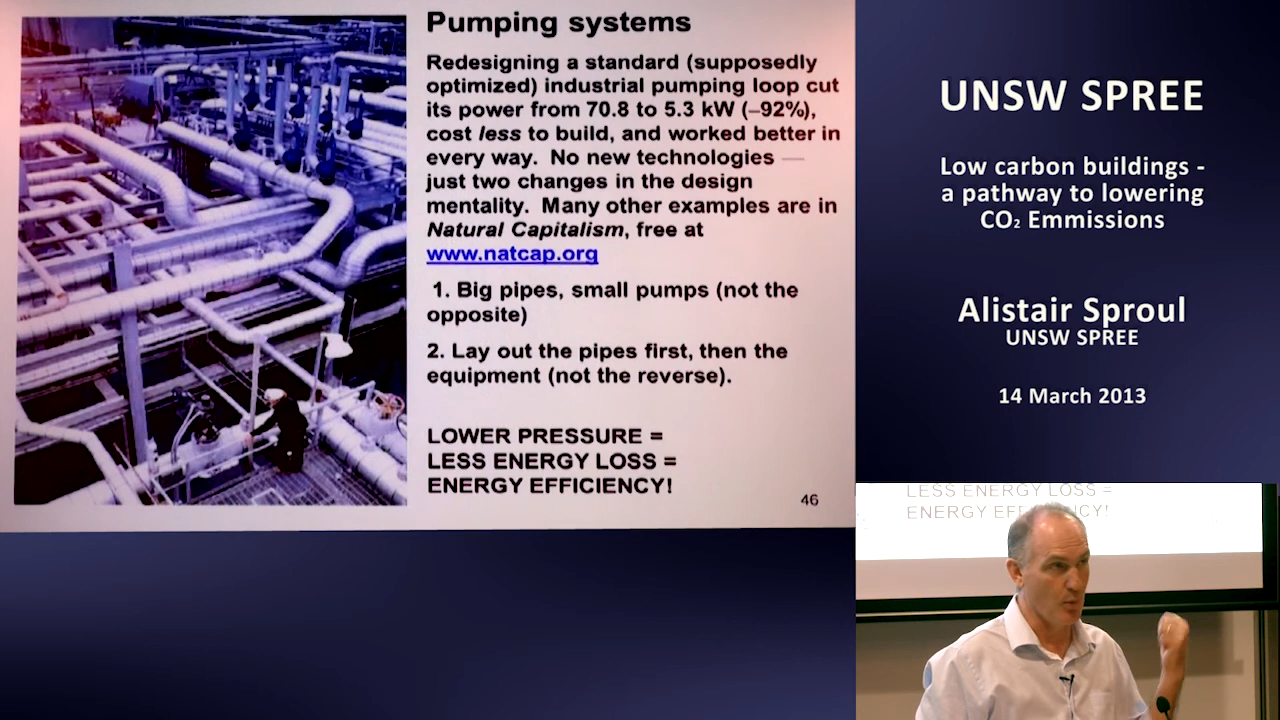 Pumping systems
Redesigning a standard (supposedly
optimized) industrial pumping loop cut
its power from 70.8 to 5.3 kW (–92%),
cost less to build, and worked better in
every way. No new technologies —
just two changes in the design
mentality. Many other examples are in
Natural Capitalism, free at
www.natcap.org
1. Big pipes, small pumps (not the
opposite)
2. Lay out the pipes first, then the
equipment (not the reverse).
LOWER PRESSURE =
LESS ENERGY LOSS =
ENERGY EFFICIENCY!
46
UNSW SPREE
Low carbon buildings -
a pathway to lowering
CO₂ Emmissions
Alistair Sproul
UNSW SPREE
14 March 2013
LESS ENERGY LOSS =